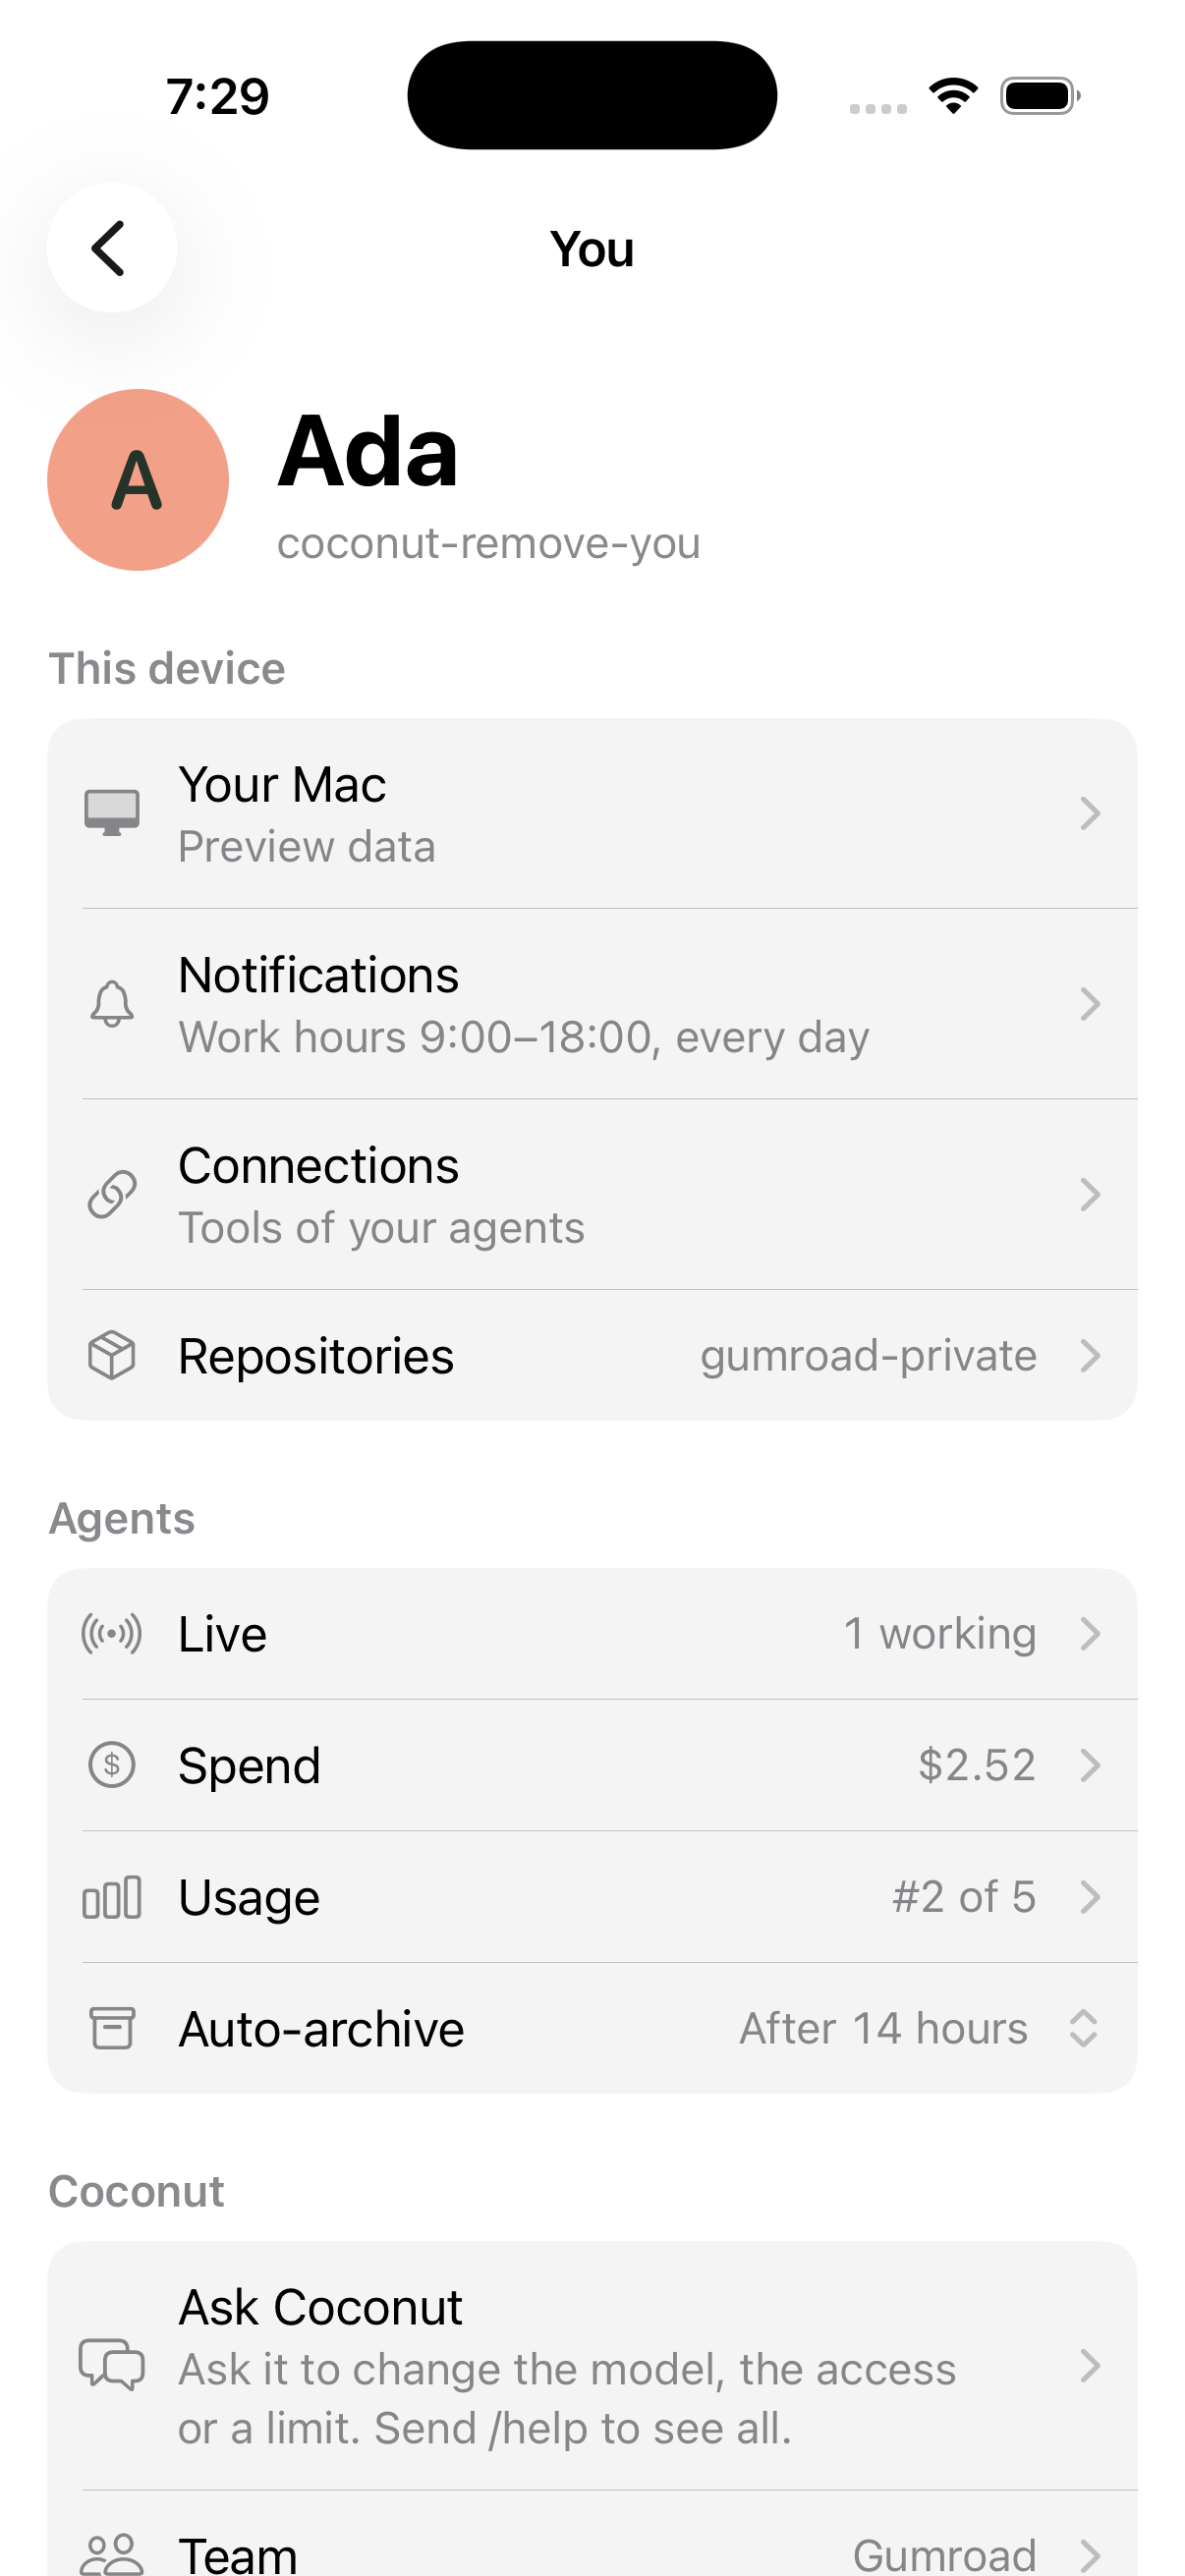 7:29
You
A
Ada
coconut-remove-you
This device
Your Mac
Preview data
Notifications
Work hours 9:00–18:00, every day
Connections
Tools of your agents
Repositories gumroad-private
Agents
Live 1 working
$ Spend $2.52
Usage #2 of 5
Auto-archive After 14 hours
Coconut
Ask Coconut
Ask it to change the model, the access
or a limit. Send /help to see all.
Team Gumroad